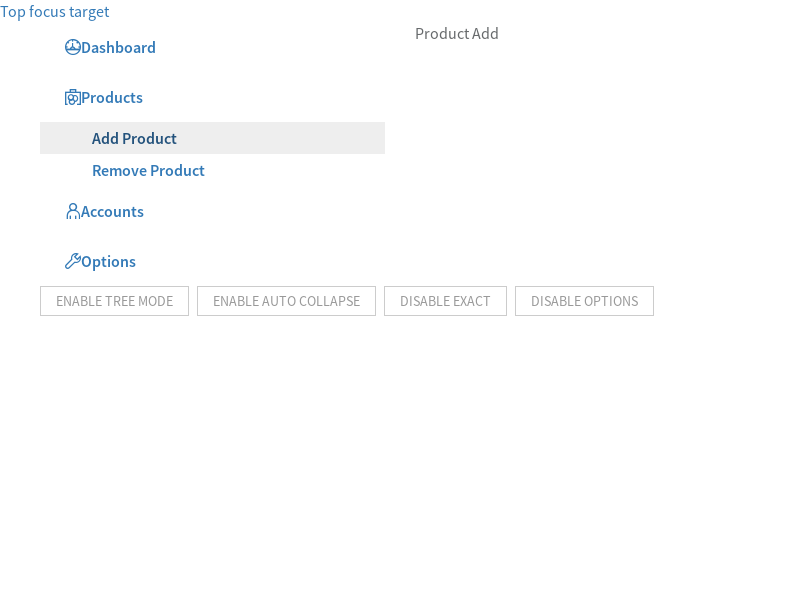 Top focus target
Dashboard
Product Add
Products
Add Product
Remove Product
Accounts
Options
ENABLE TREE MODE
ENABLE AUTO COLLAPSE
DISABLE EXACT
DISABLE OPTIONS